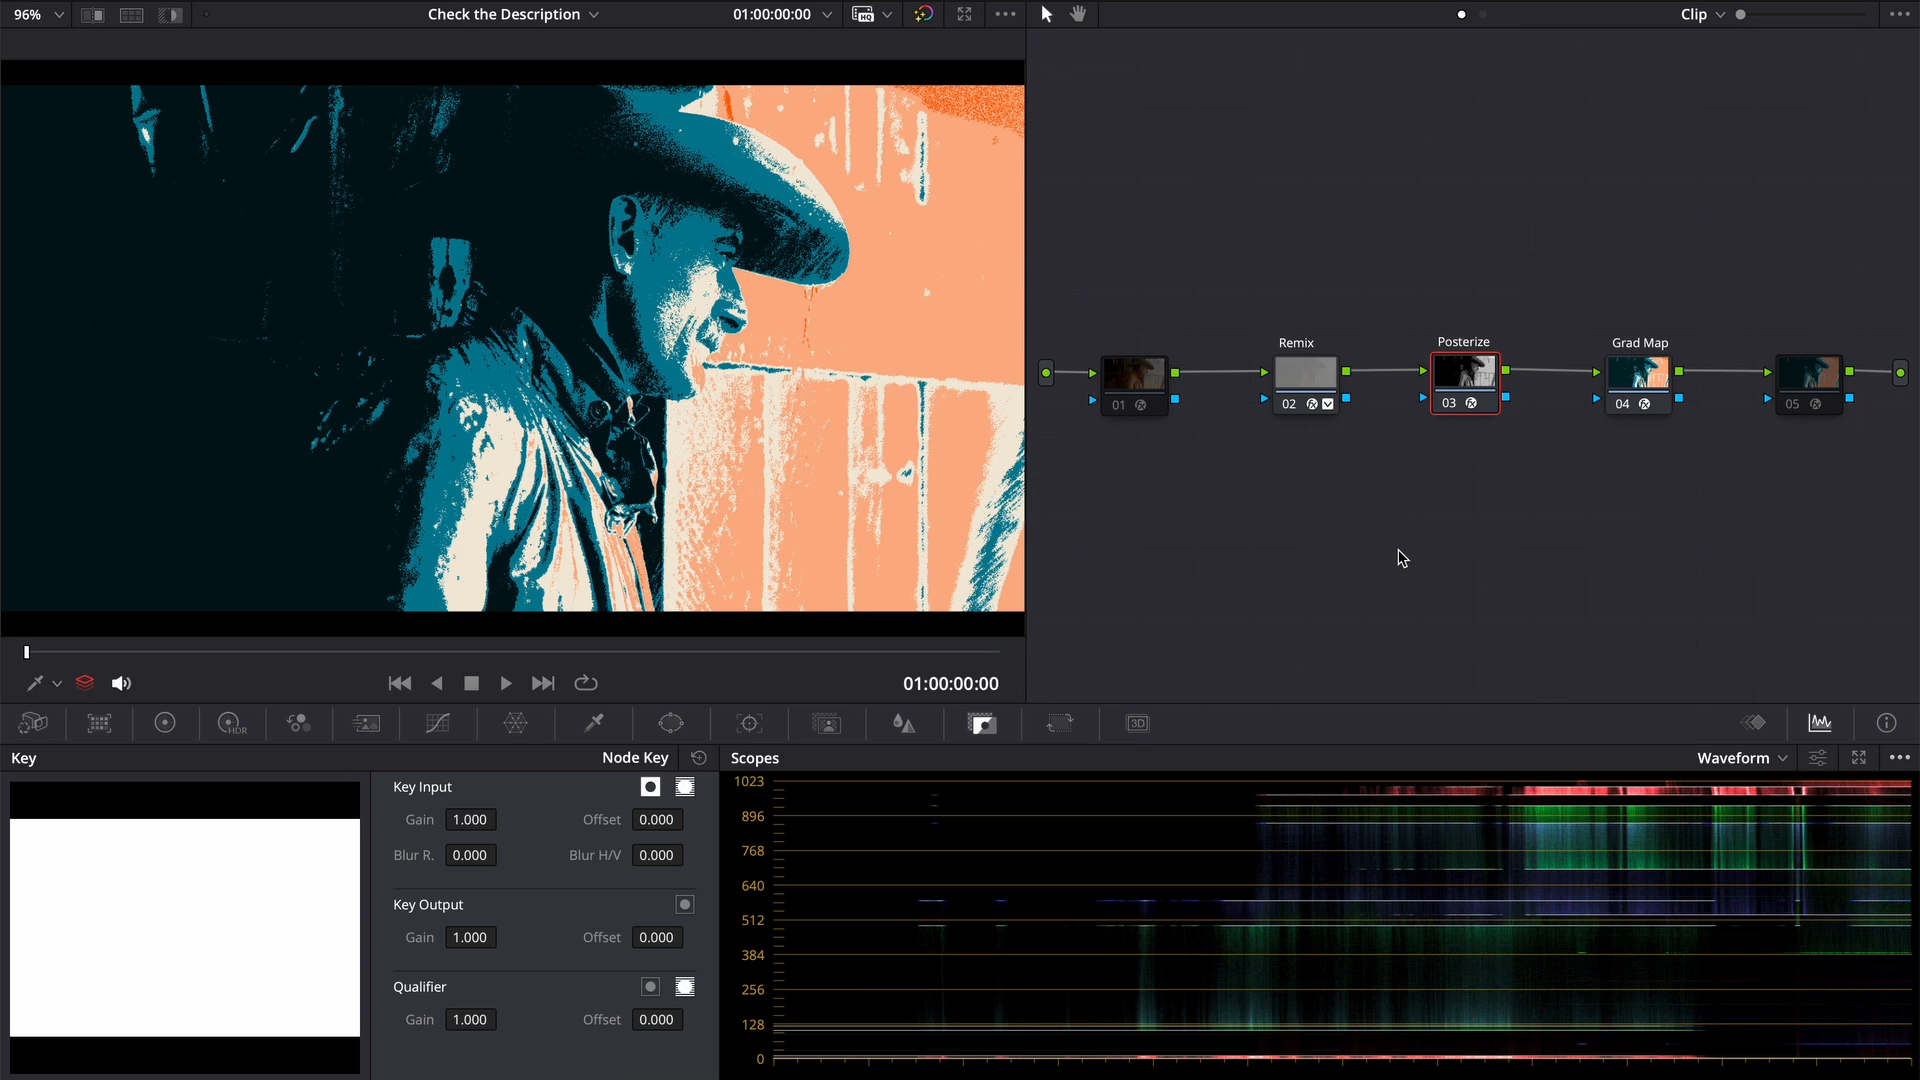 96%
Check the Description
01:00:00:00
HQ
Clip
Remix
Posterize
Grad Map
01
02
03
04
05
01:00:00:00
HDR
3D
Key
Node Key
Scopes
Waveform
Key Input
Gain 1.000 Offset 0.000
Blur R. 0.000 Blur H/V 0.000
Key Output
Gain 1.000 Offset 0.000
Qualifier
Gain 1.000 Offset 0.000
1023
896
768
640
512
384
256
128
0